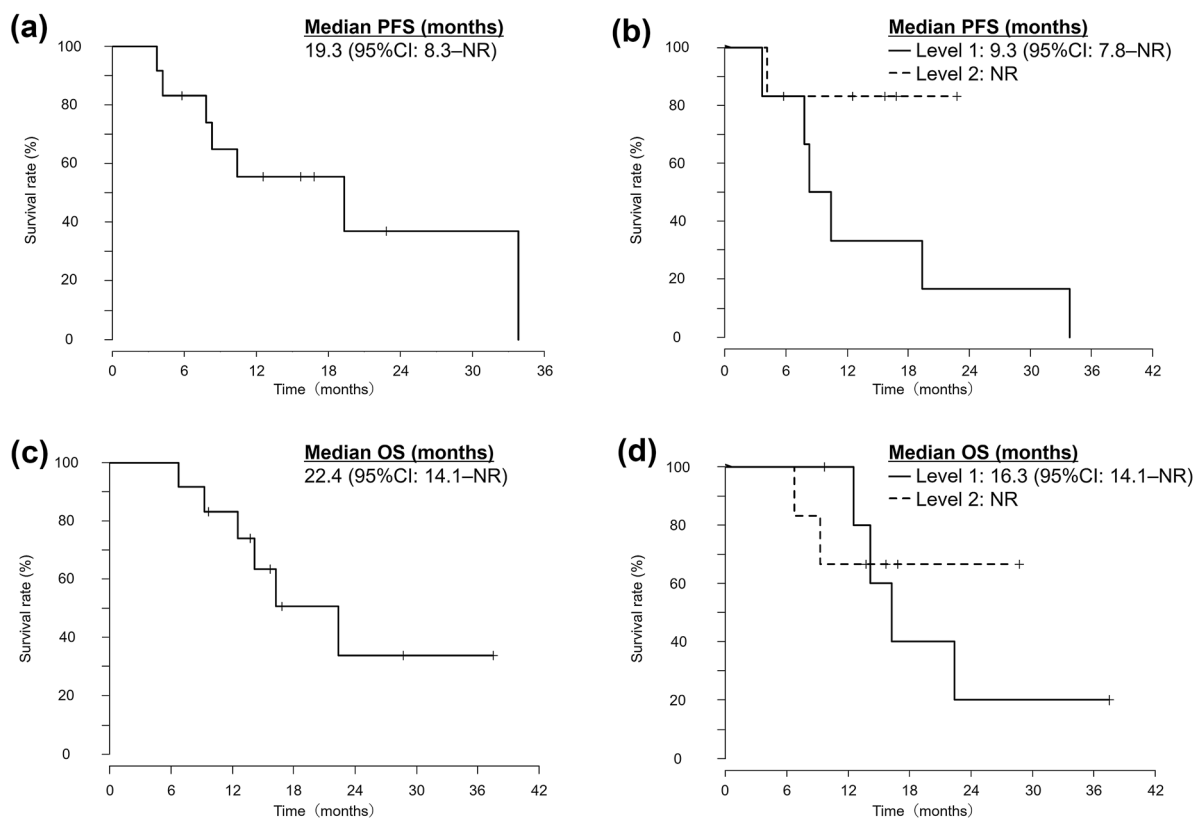 (a)
Median PFS (months)
19.3 (95%CI: 8.3–NR)
100
80
60
40
20
0
Survival rate (%)
0 6 12 18 24 30 36
Time (months)
(b)
Median PFS (months)
Level 1: 9.3 (95%CI: 7.8–NR)
Level 2: NR
100
80
60
40
20
0
Survival rate (%)
0 6 12 18 24 30 36 42
Time (months)
(c)
Median OS (months)
22.4 (95%CI: 14.1–NR)
100
80
60
40
20
0
Survival rate (%)
0 6 12 18 24 30 36 42
Time (months)
(d)
Median OS (months)
Level 1: 16.3 (95%CI: 14.1–NR)
Level 2: NR
100
80
60
40
20
0
Survival rate (%)
0 6 12 18 24 30 36 42
Time (months)